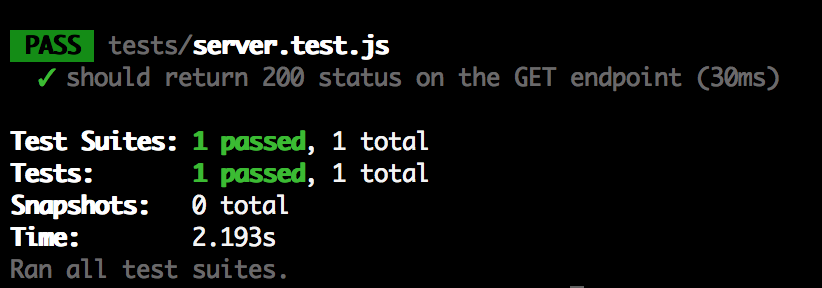 PASS tests/server.test.js
✓ should return 200 status on the GET endpoint (30ms)
Test Suites: 1 passed, 1 total
Tests: 1 passed, 1 total
Snapshots: 0 total
Time: 2.193s
Ran all test suites.